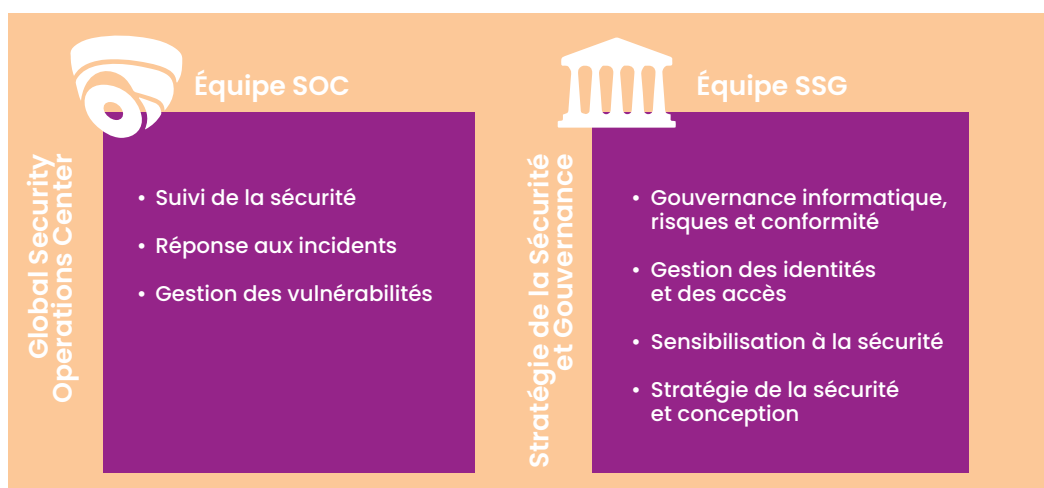 Équipe SOC
Global Security
Operations Center
• Suivi de la sécurité
• Réponse aux incidents
• Gestion des vulnérabilités
Équipe SSG
Stratégie de la Sécurité
et Gouvernance
• Gouvernance informatique,
risques et conformité
• Gestion des identités
et des accès
• Sensibilisation à la sécurité
• Stratégie de la sécurité
et conception